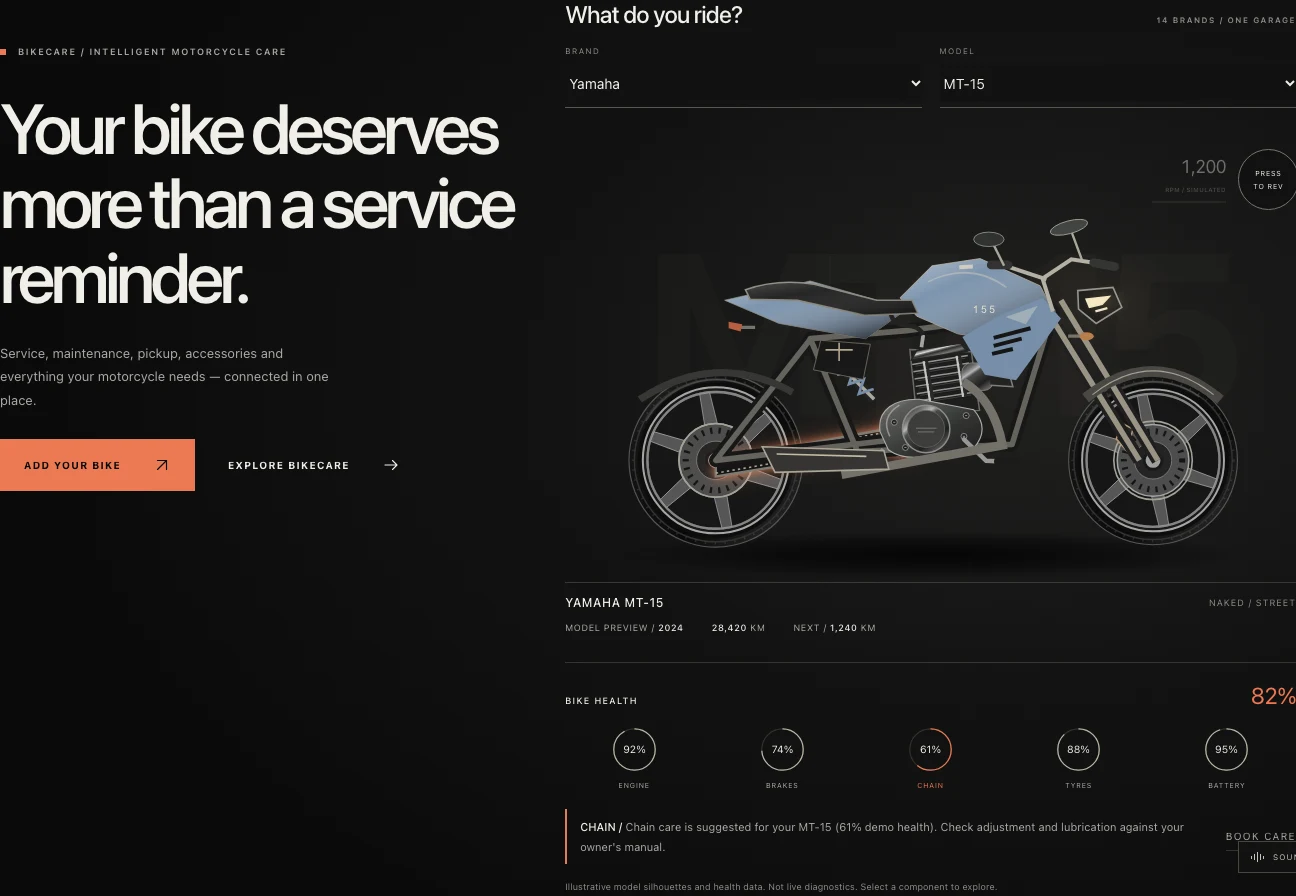 BIKECARE / INTELLIGENT MOTORCYCLE CARE
Your bike deserves
more than a service
reminder.
Service, maintenance, pickup, accessories and
everything your motorcycle needs — connected in one
place.
ADD YOUR BIKE
EXPLORE BIKECARE
What do you ride?
14 BRANDS / ONE GARAGE
BRAND
MODEL
Yamaha
MT-15
1,200
RPM / SIMULATED
PRESS
TO REV
155
YAMAHA MT-15
NAKED / STREET
MODEL PREVIEW / 2024
28,420 KM
NEXT / 1,240 KM
BIKE HEALTH
82%
92%
74%
61%
88%
95%
ENGINE
BRAKES
CHAIN
TYRES
BATTERY
CHAIN / Chain care is suggested for your MT-15 (61% demo health). Check adjustment and lubrication against your
owner's manual.
BOOK CARE
SOUN
Illustrative model silhouettes and health data. Not live diagnostics. Select a component to explore.